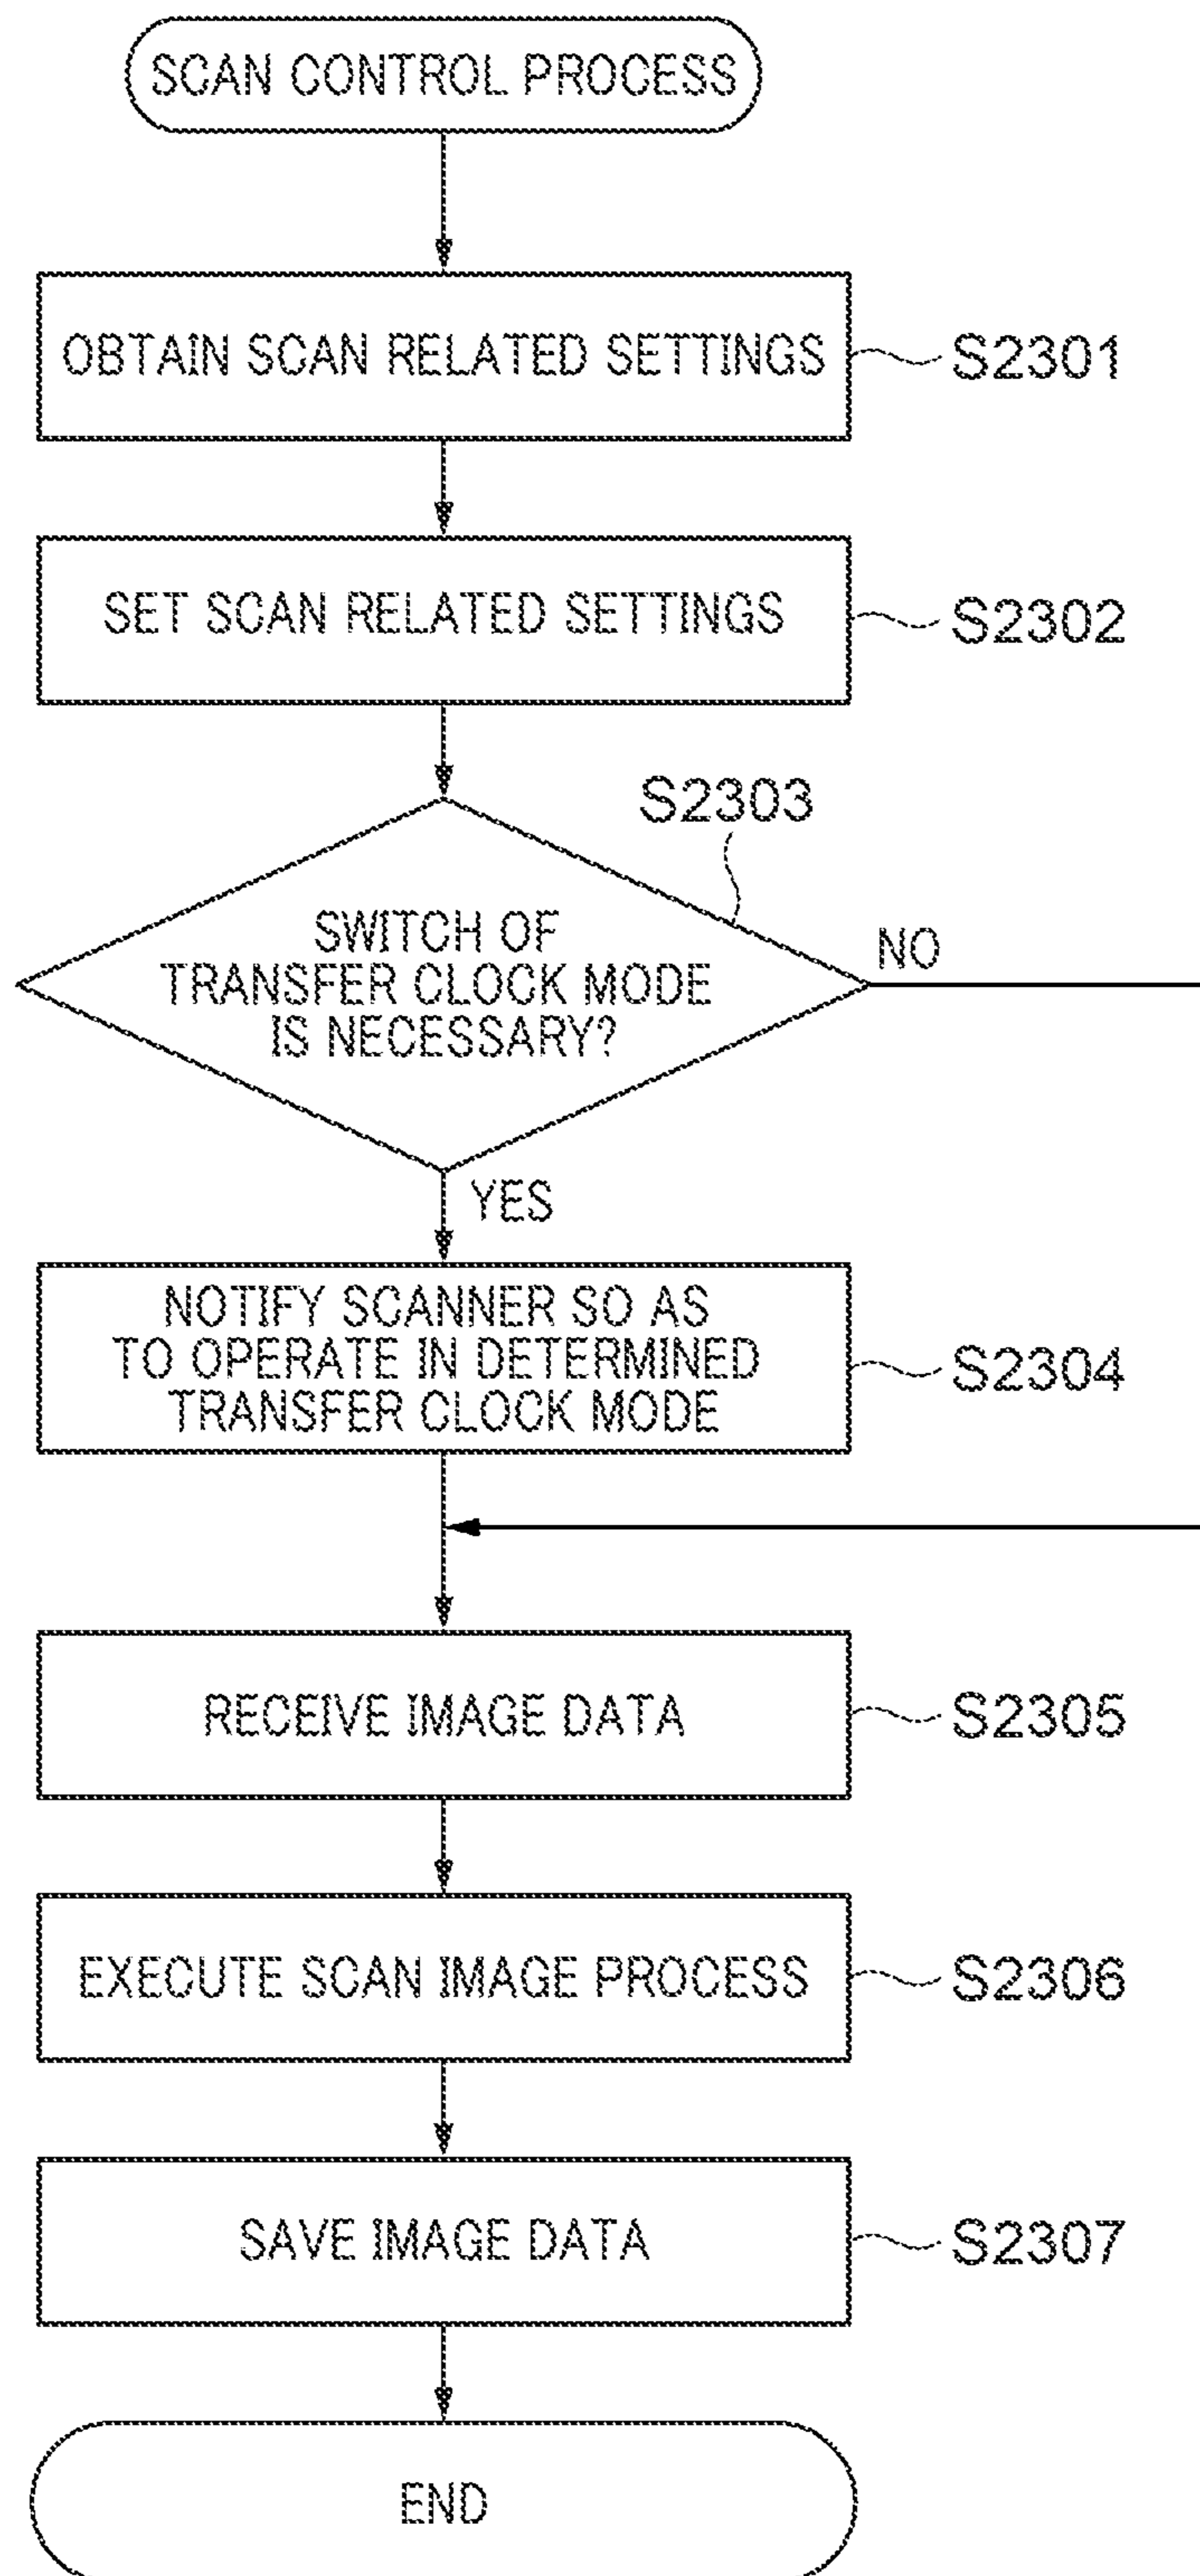 SCAN CONTROL PROCESS
OBTAIN SCAN RELATED SETTINGS
S2301
SET SCAN RELATED SETTINGS
S2302
S2303
SWITCH OF
TRANSFER CLOCK MODE
IS NECESSARY?
NO
YES
NOTIFY SCANNER SO AS
TO OPERATE IN DETERMINED
TRANSFER CLOCK MODE
S2304
RECEIVE IMAGE DATA
S2305
EXECUTE SCAN IMAGE PROCESS
S2306
SAVE IMAGE DATA
S2307
END